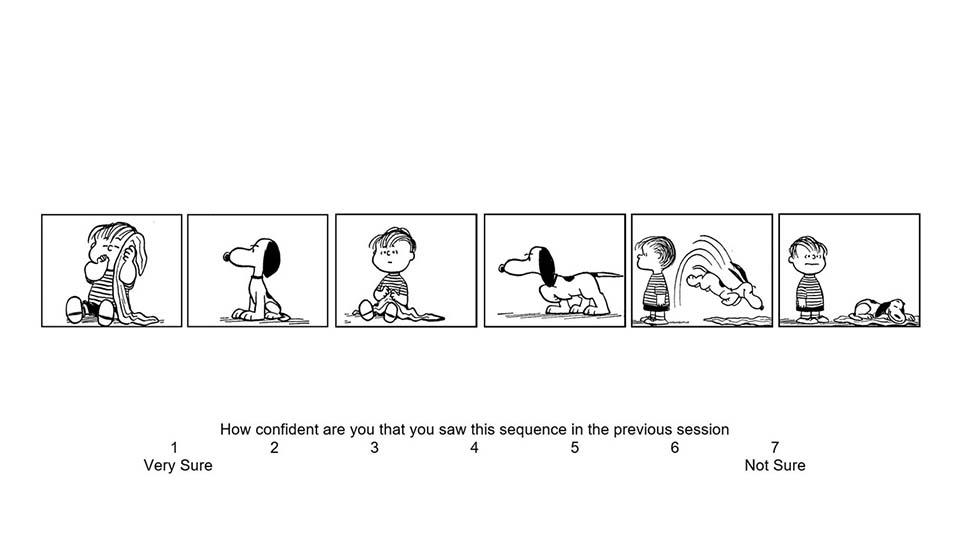 How confident are you that you saw this sequence in the previous session
1 2 3 4 5 6 7
Very Sure Not Sure